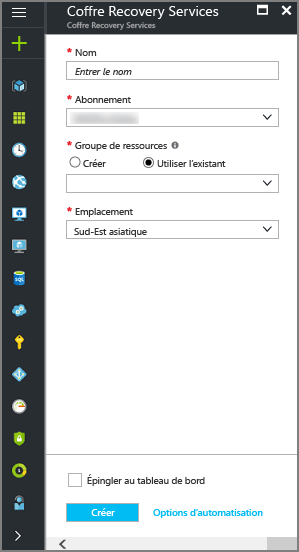 Coffre Recovery Services
Coffre Recovery Services
* Nom
Entrer le nom
* Abonnement
* Groupe de ressources
Créer
Utiliser l'existant
* Emplacement
Sud-Est asiatique
SQL
Épingler au tableau de bord
Créer
Options d'automatisation